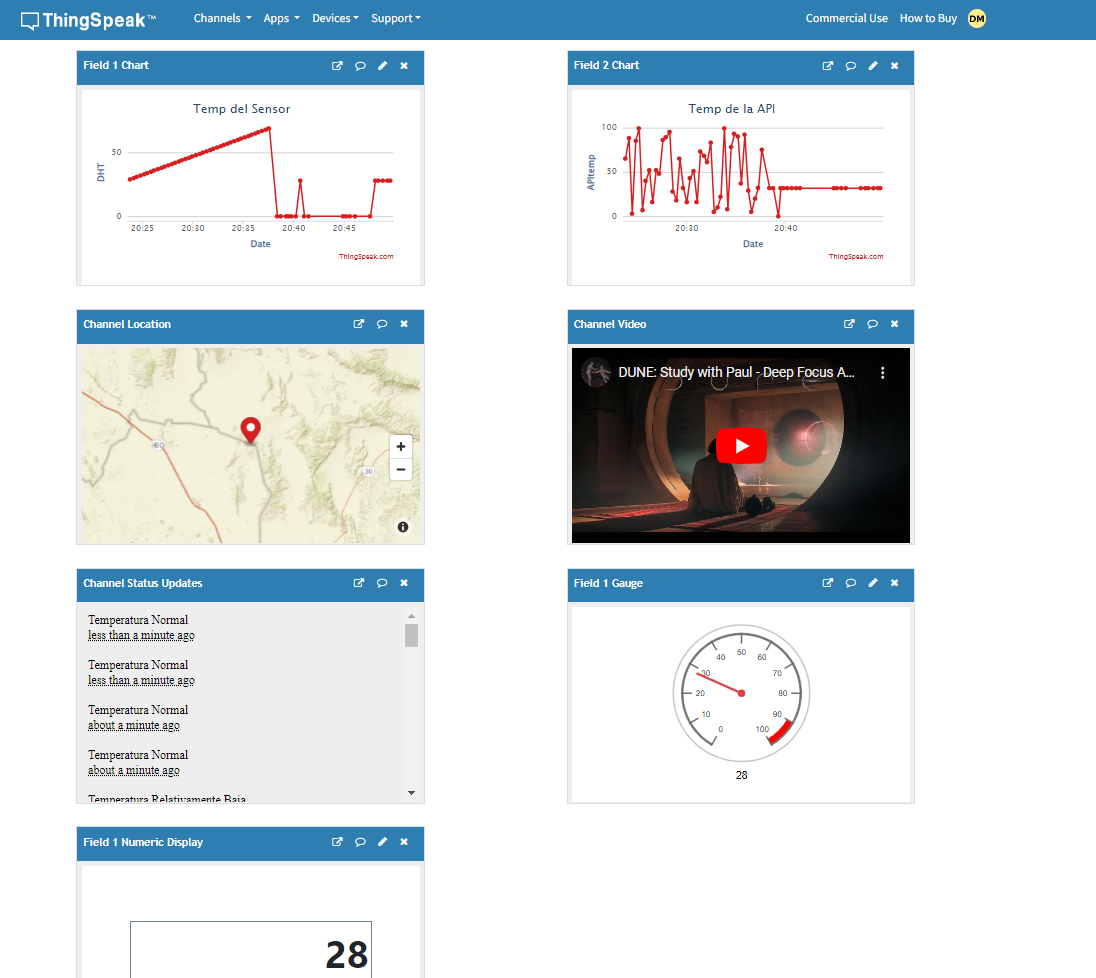 ThingSpeak™ Channels Apps Devices Support Commercial Use How to Buy DM
Field 1 Chart
Temp del Sensor
50
0
DHT
20:25 20:30 20:35 20:40 20:45
Date
ThingSpeak.com
Field 2 Chart
Temp de la API
100
50
0
APItemp
20:30 20:40
Date
ThingSpeak.com
Channel Location
30
+
−
Channel Video
DUNE: Study with Paul - Deep Focus A...
Channel Status Updates
Temperatura Normal
less than a minute ago
Temperatura Normal
less than a minute ago
Temperatura Normal
about a minute ago
Temperatura Normal
about a minute ago
Temperatura Relativamente Baja
Field 1 Gauge
0 10 20 30 40 50 60 70 80 90 100
28
Field 1 Numeric Display
28